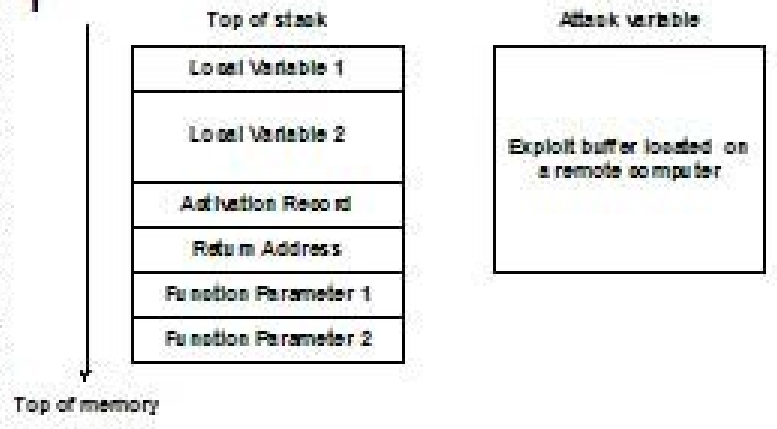 Top of stack
Attack variable
Local Variable 1
Local Variable 2
Activation Record
Return Address
Function Parameter 1
Function Parameter 2
Exploit buffer located on
a remote computer
Top of memory